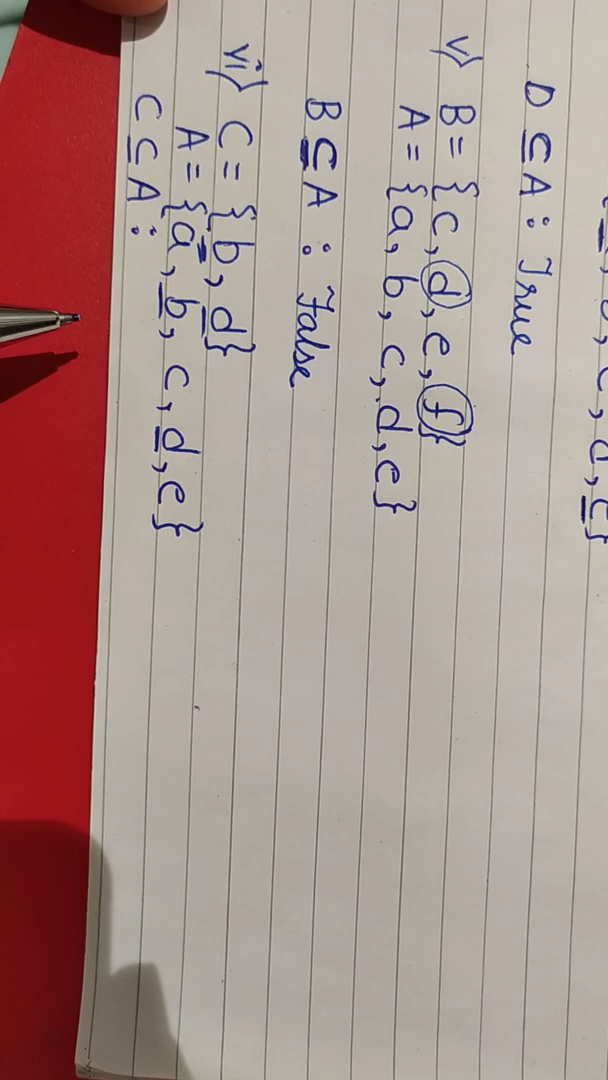 D ⊆ A : True
v) B = {c, d, e, f}
A = {a, b, c, d, e}
B ⊆ A : False
vi) C = {b, d}
A = {a, b, c, d, e}
C ⊆ A :